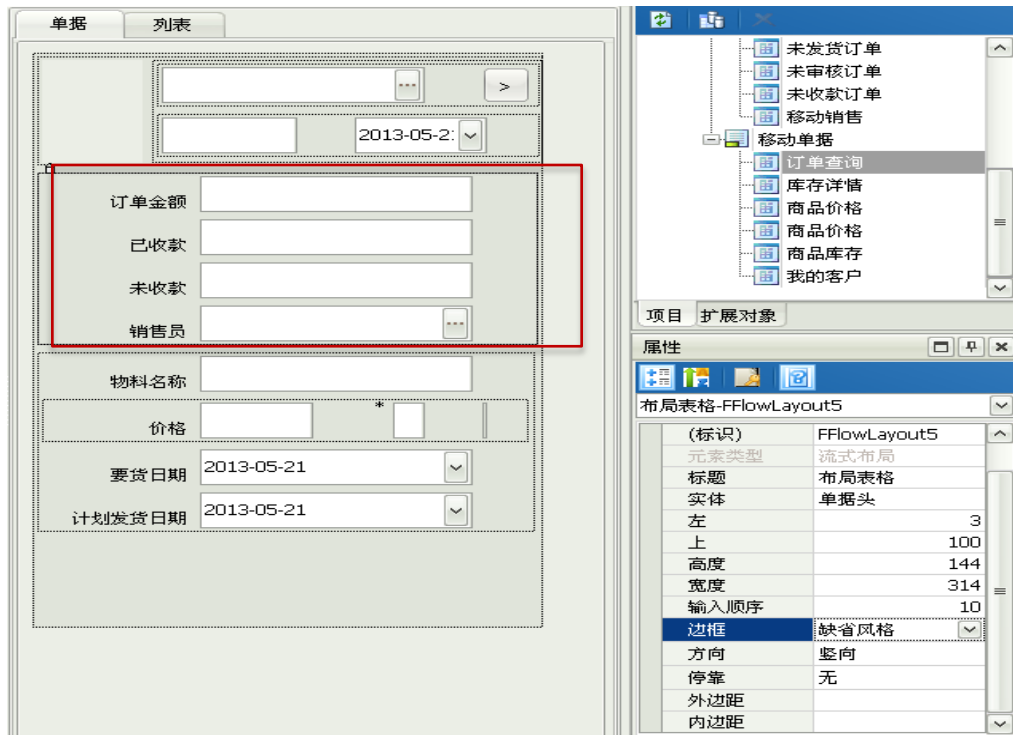 单据 列表
>
2013-05-2
订单金额
已收款
未收款
销售员
物料名称
价格 *
要货日期 2013-05-21
计划发货日期 2013-05-21
未发货订单
未审核订单
未收款订单
移动销售
移动单据
订单查询
库存详情
商品价格
商品价格
商品库存
我的客户
项目 扩展对象
属性
布局表格-FFlowLayout5
(标识) FFlowLayout5
元素类型 流式布局
标题 布局表格
实体 单据头
左 3
上 100
高度 144
宽度 314
输入顺序 10
边框 缺省风格
方向 竖向
停靠 无
外边距
内边距